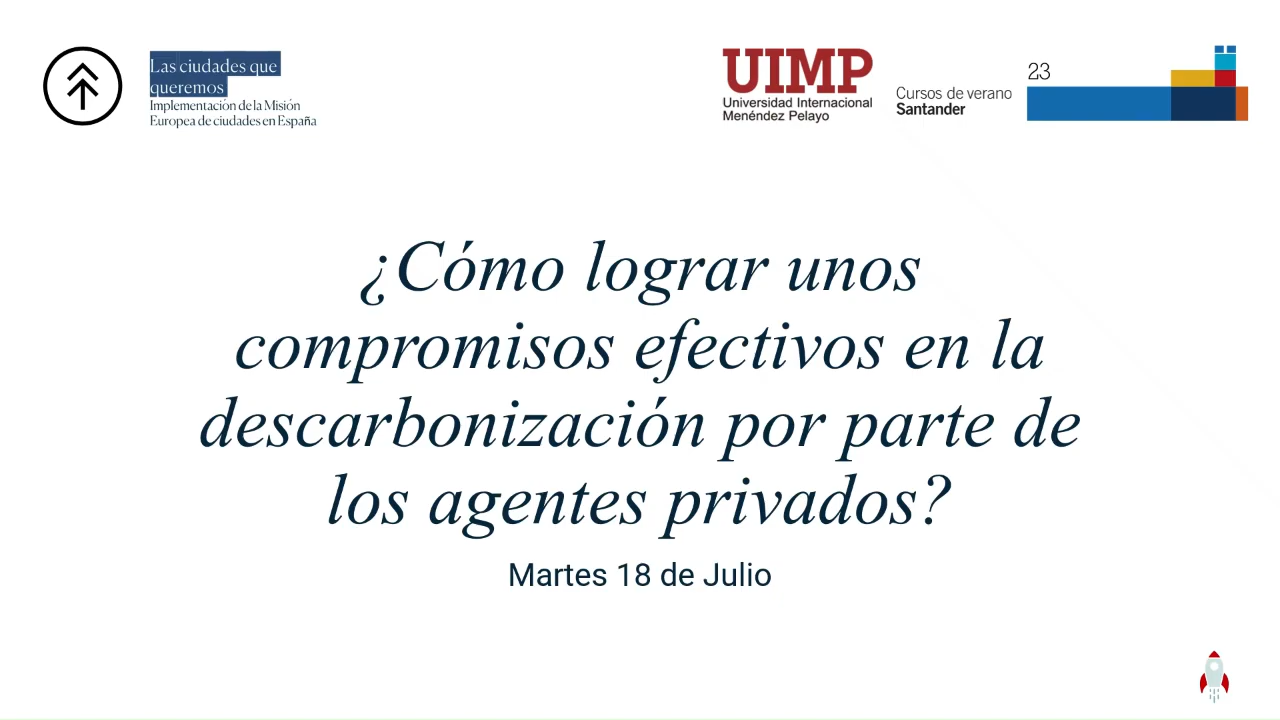 Las ciudades que
queremos
Implementación de la Misión
Europea de ciudades en España
UIMP
Universidad Internacional
Menéndez Pelayo
Cursos de verano
Santander
23
¿Cómo lograr unos
compromisos efectivos en la
descarbonización por parte de
los agentes privados?
Martes 18 de Julio